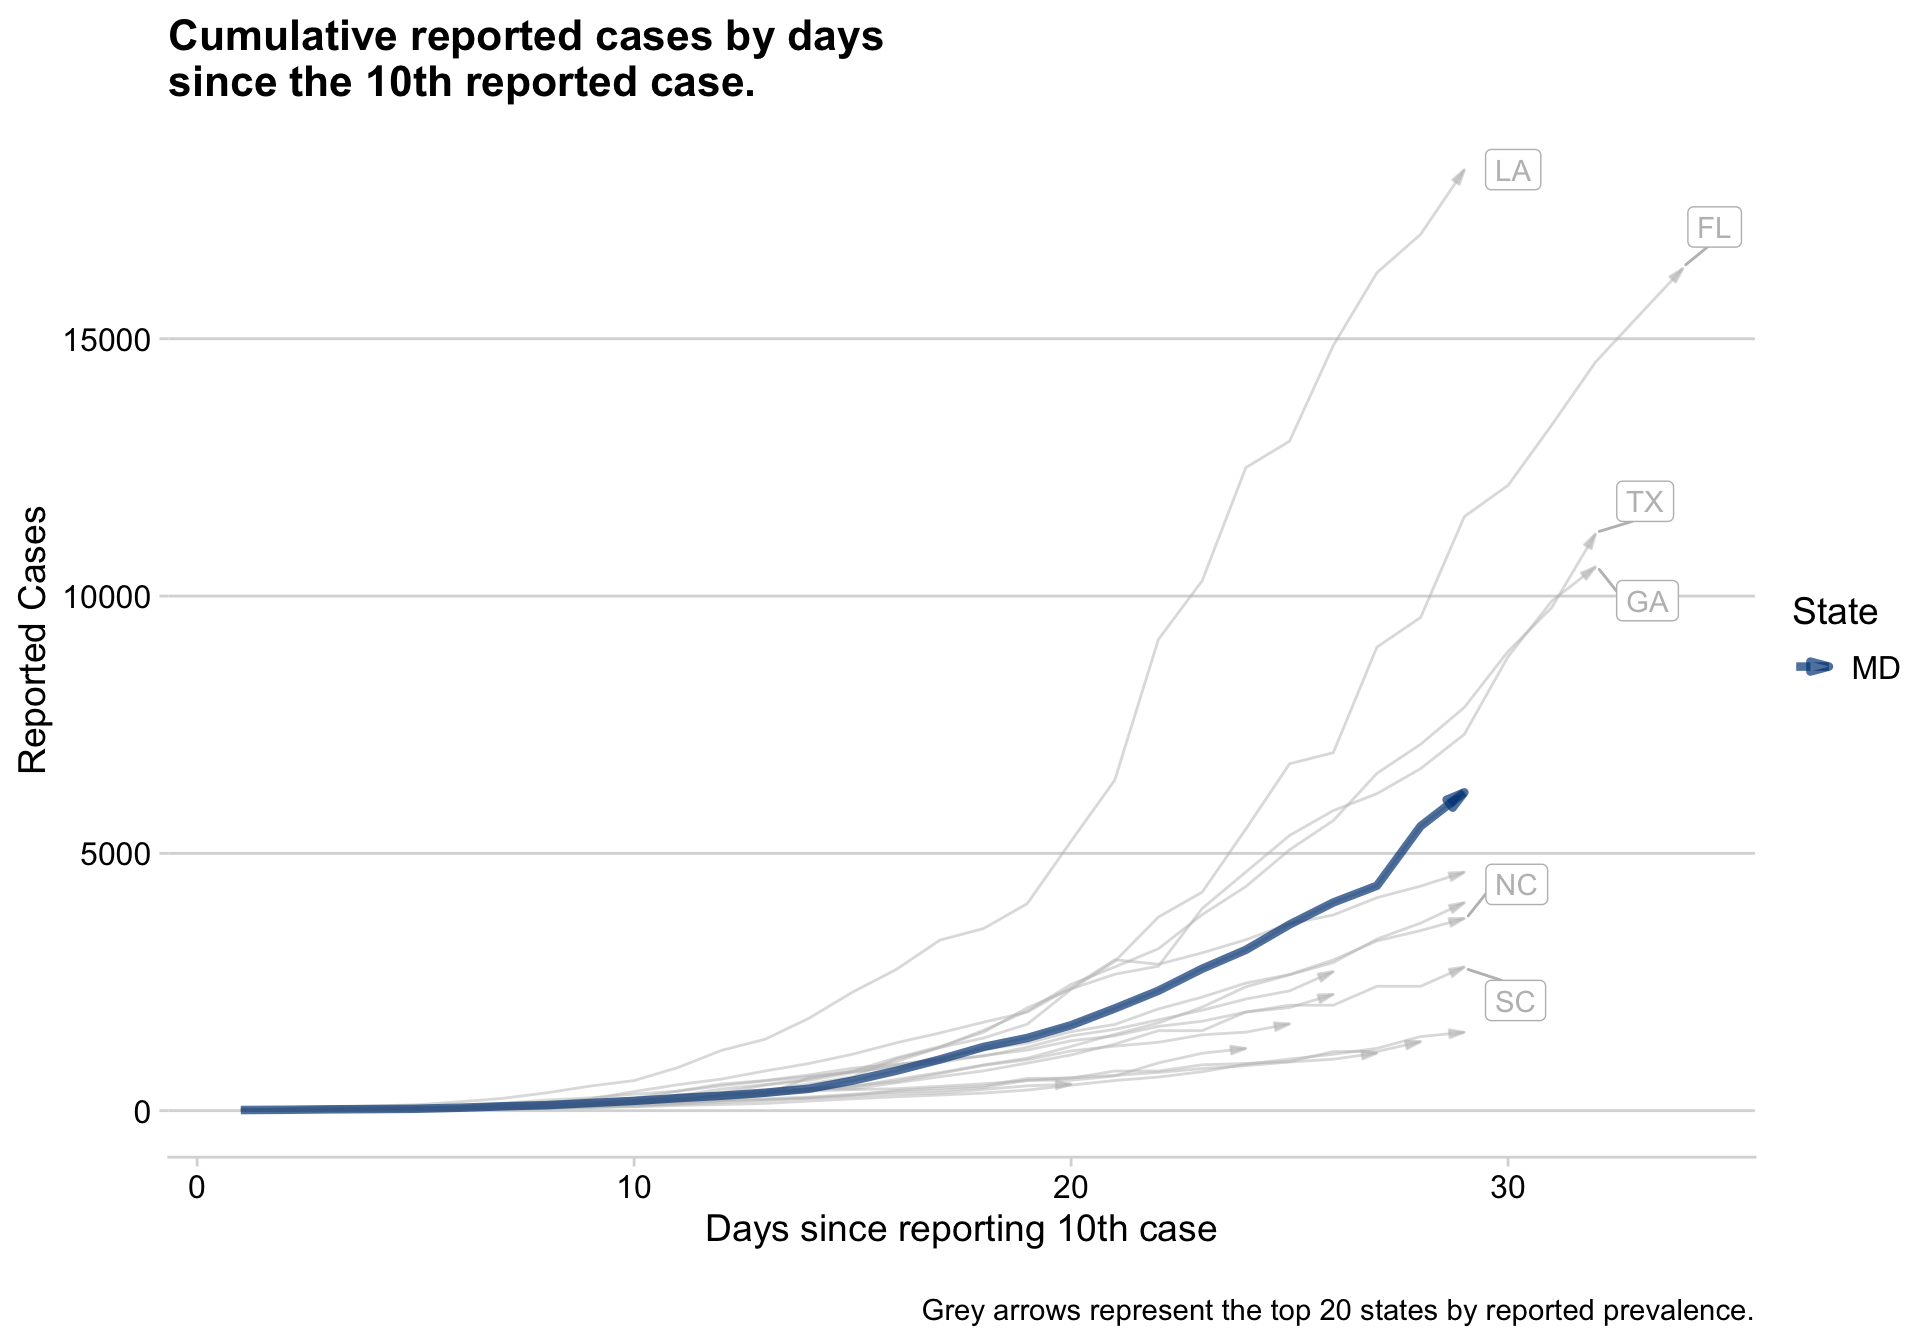 Cumulative reported cases by days
since the 10th reported case.
LA
FL
15000
TX
10000
GA
Reported Cases
State
MD
5000
NC
SC
0
0 10 20 30
Days since reporting 10th case
Grey arrows represent the top 20 states by reported prevalence.